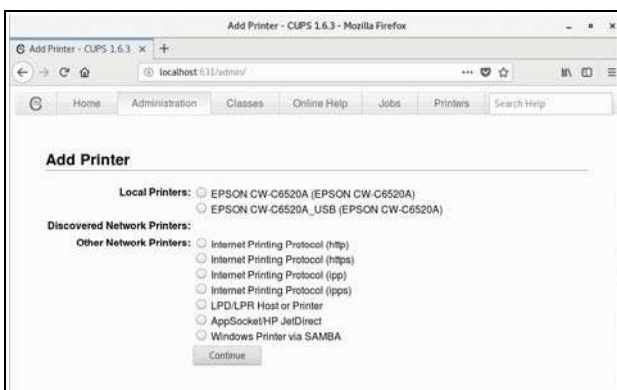 Add Printer - CUPS 1.6.3 - Mozilla Firefox
Add Printer - CUPS 1.6.3
localhost:631/admin/
Home Administration Classes Online Help Jobs Printers Search Help
Add Printer
Local Printers: EPSON CW-C6520A (EPSON CW-C6520A)
EPSON CW-C6520A_USB (EPSON CW-C6520A)
Discovered Network Printers:
Other Network Printers: Internet Printing Protocol (http)
Internet Printing Protocol (https)
Internet Printing Protocol (ipp)
Internet Printing Protocol (ipps)
LPD/LPR Host or Printer
AppSocket/HP JetDirect
Windows Printer via SAMBA
Continue